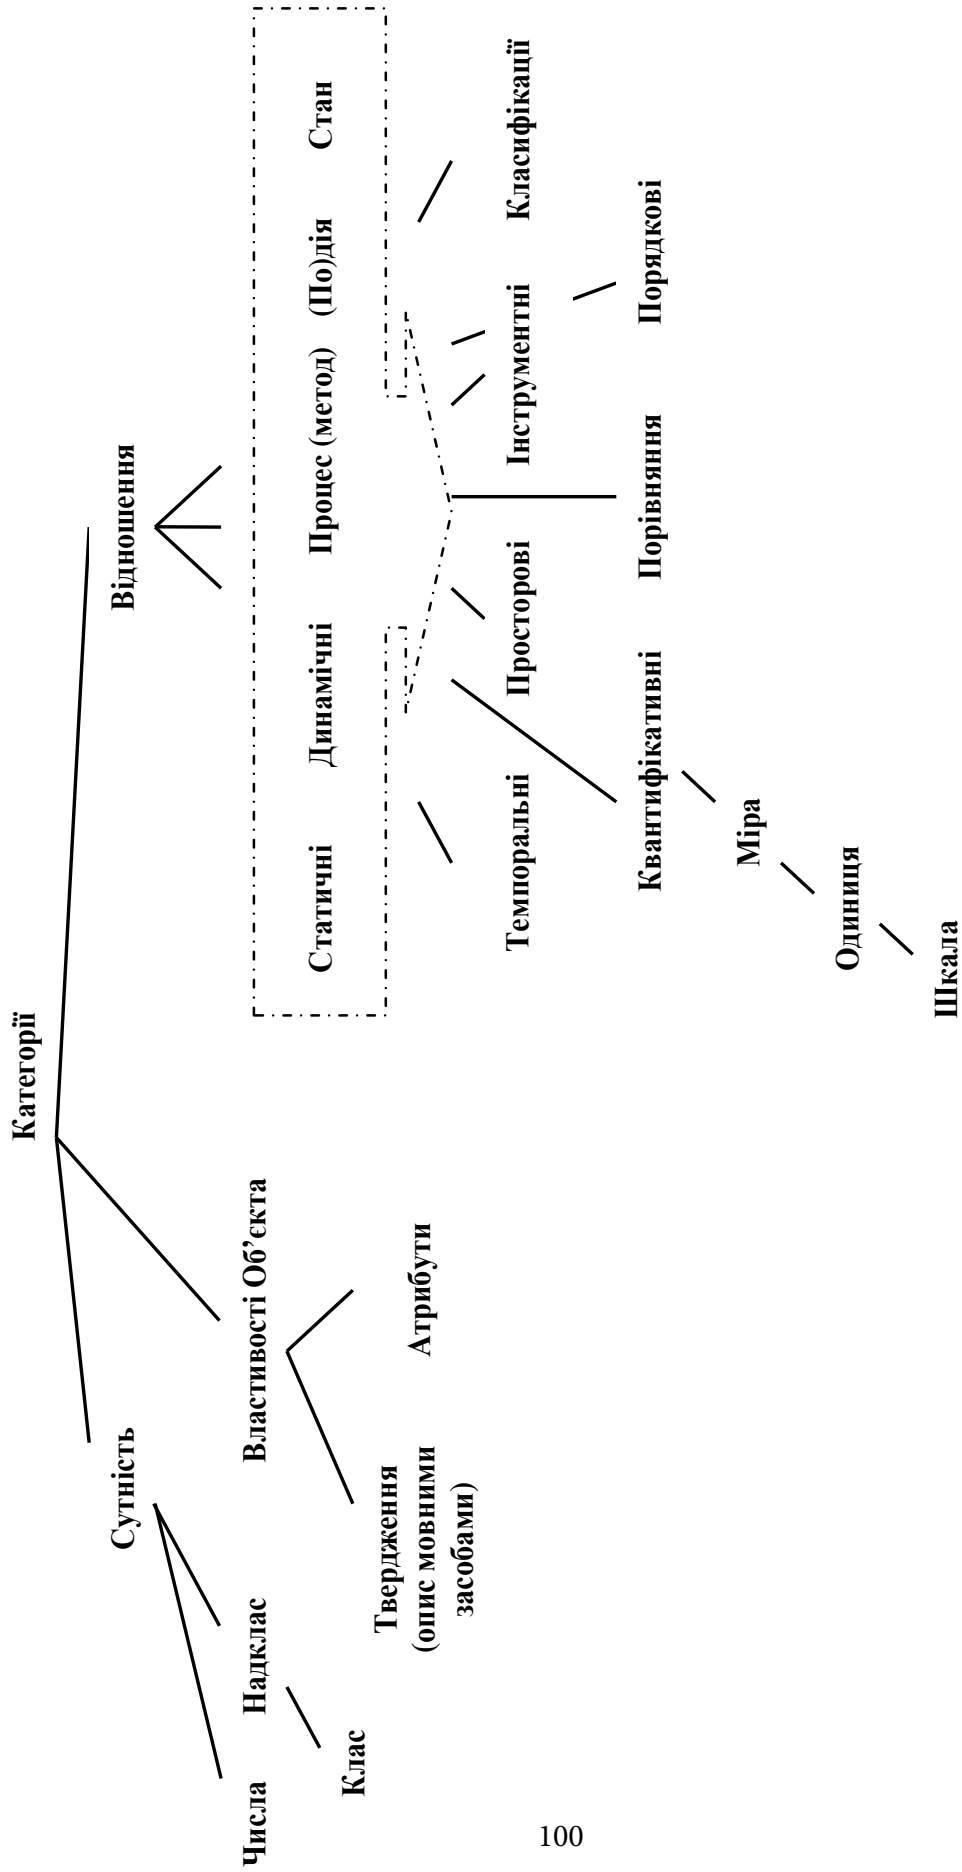 Категорії
Сутність
Відношення
Числа
Надклас
Властивості Об’єкта
Статичні
Динамічні
Процес (метод)
(По)дія
Стан
Клас
Твердження
(опис мовними
засобами)
Атрибути
Темпоральні
Просторові
Інструментні
Класифікації
Квантифікативні
Порівняння
Порядкові
Міра
Одиниця
Шкала
100